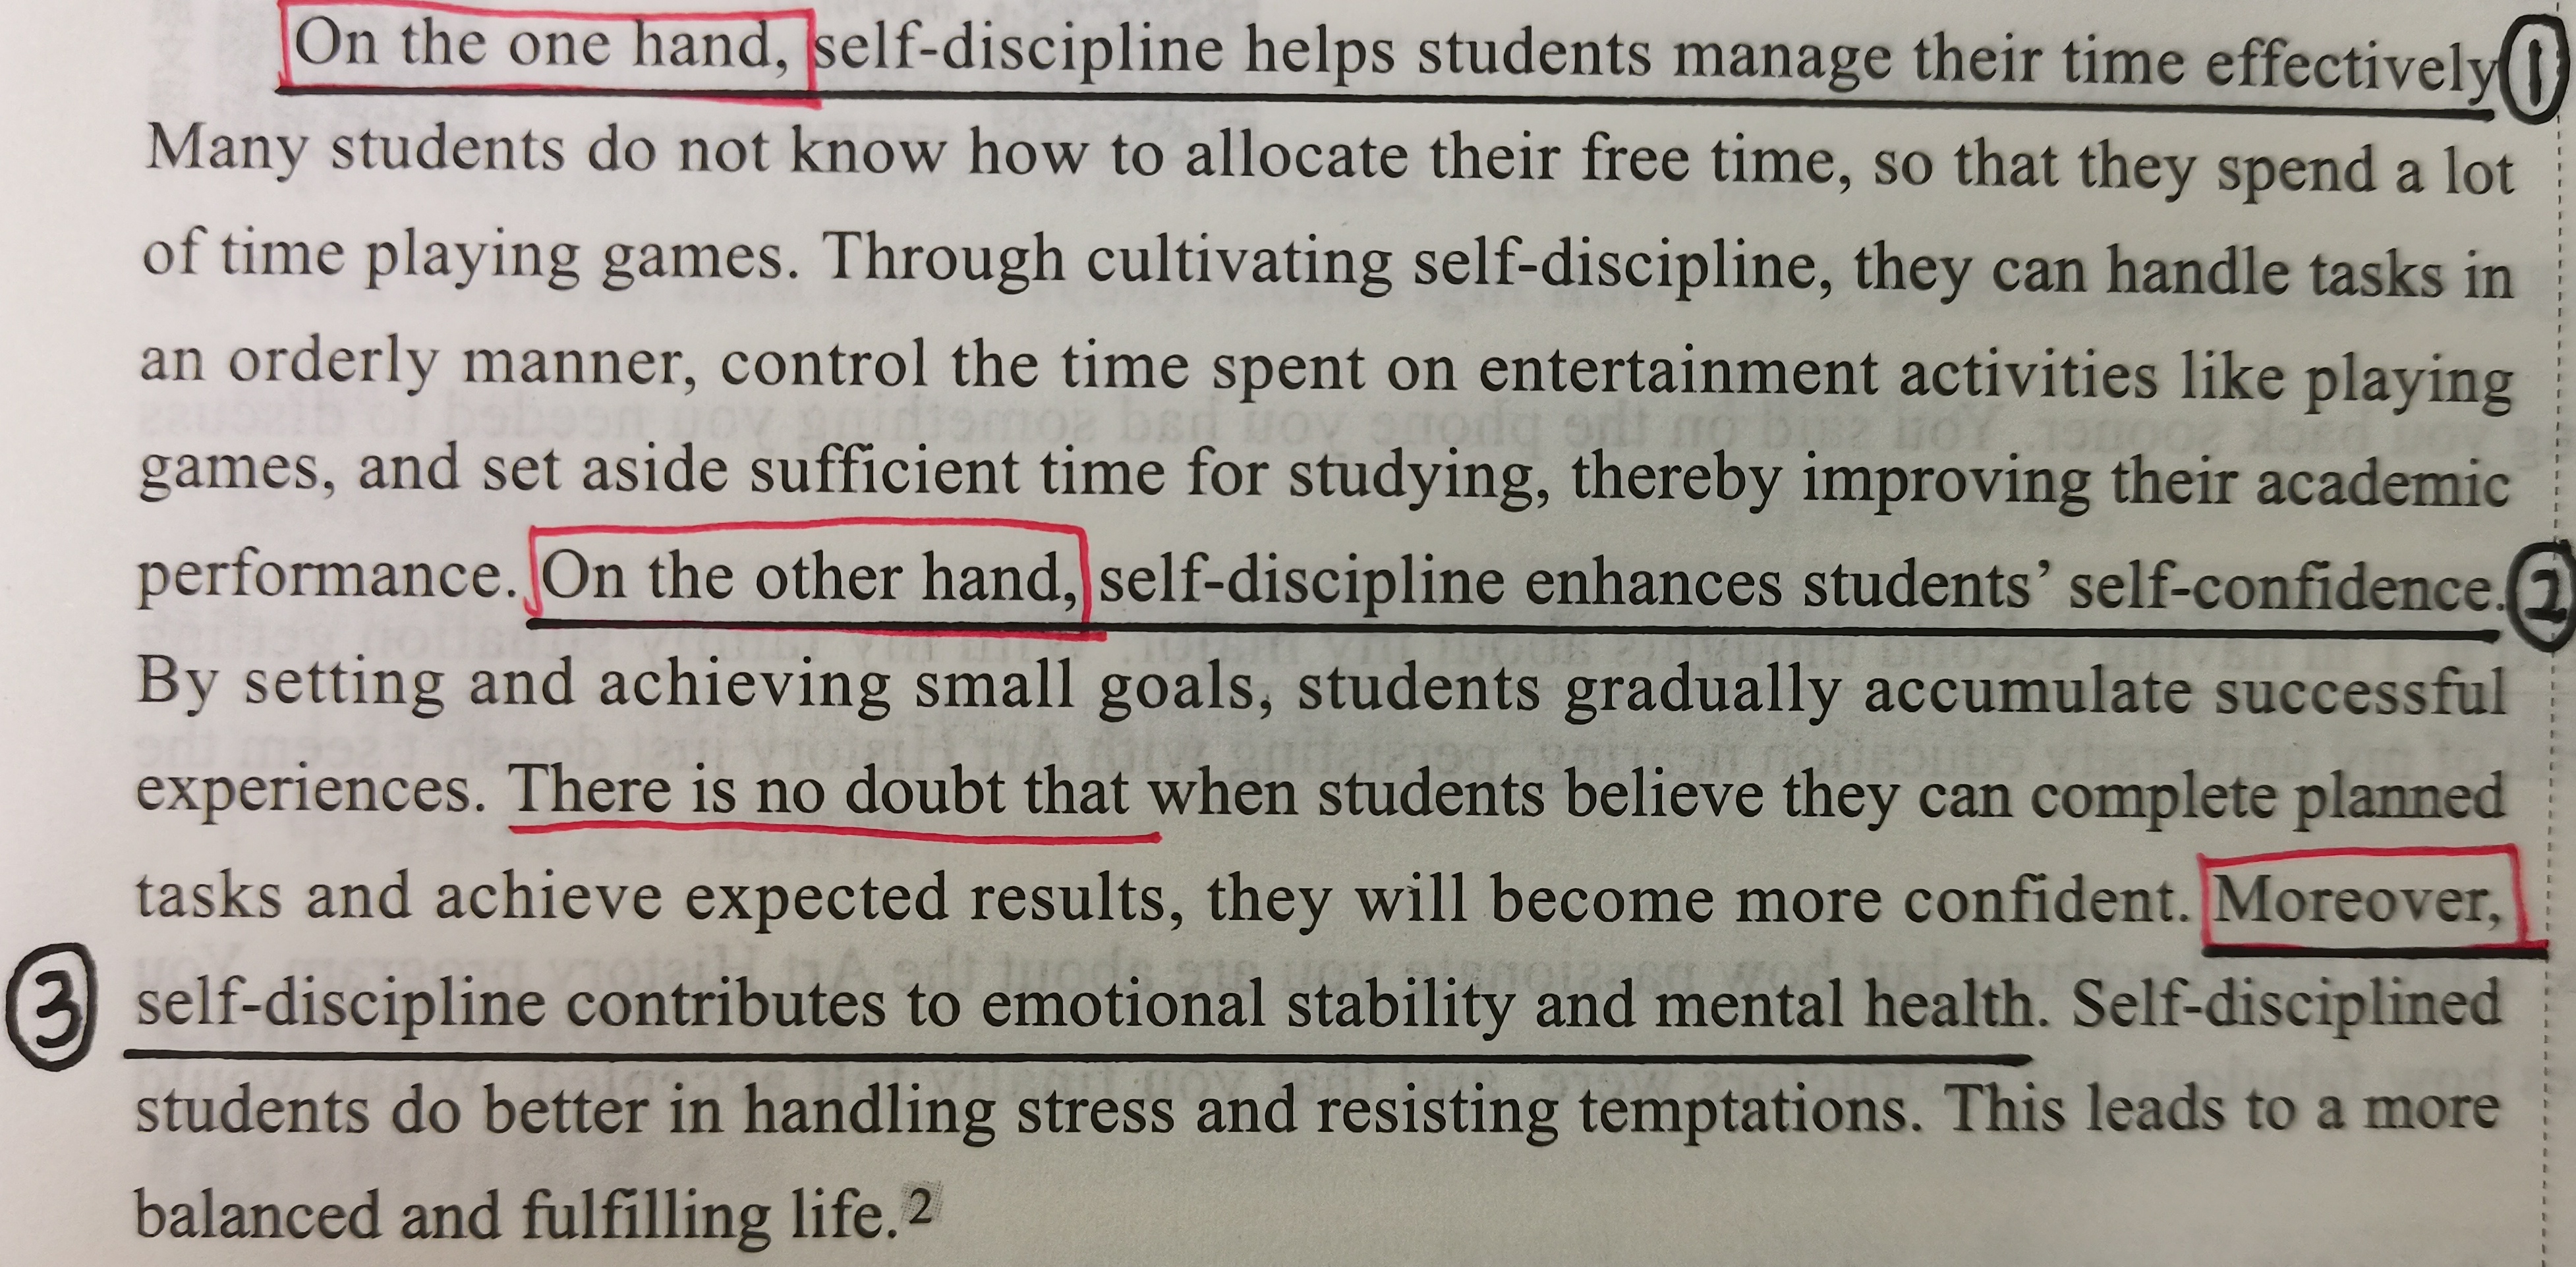 On the one hand, self-discipline helps students manage their time effectively ①
Many students do not know how to allocate their free time, so that they spend a lot
of time playing games. Through cultivating self-discipline, they can handle tasks in
an orderly manner, control the time spent on entertainment activities like playing
games, and set aside sufficient time for studying, thereby improving their academic
performance. On the other hand, self-discipline enhances students’ self-confidence. ②
By setting and achieving small goals, students gradually accumulate successful
experiences. There is no doubt that when students believe they can complete planned
tasks and achieve expected results, they will become more confident. Moreover,
③ self-discipline contributes to emotional stability and mental health. Self-disciplined
students do better in handling stress and resisting temptations. This leads to a more
balanced and fulfilling life.²